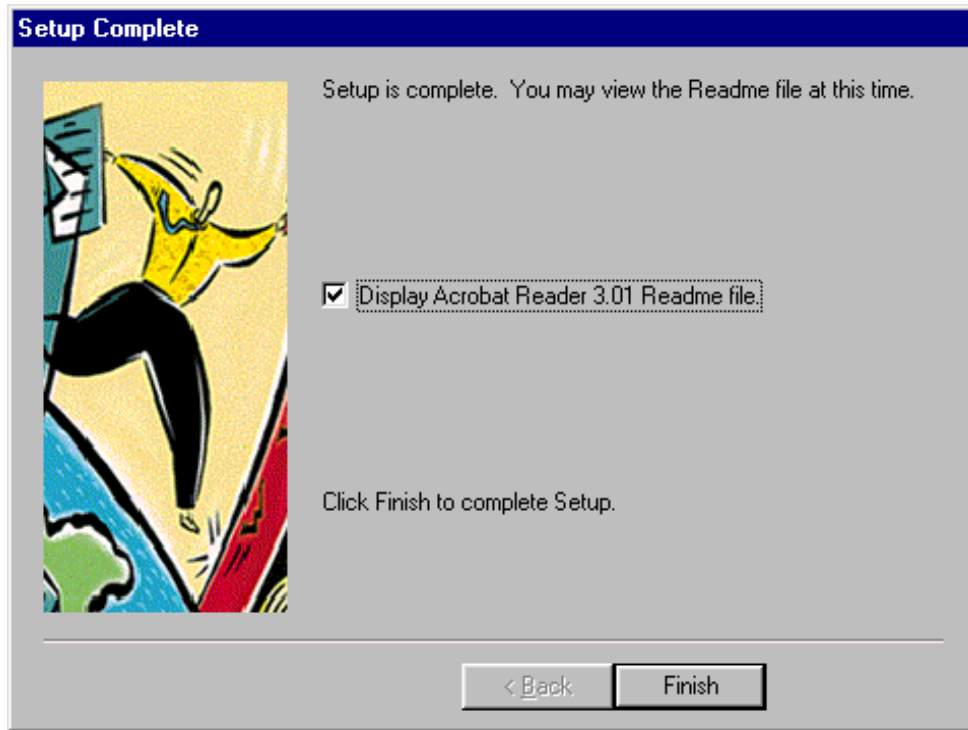 Setup Complete
Setup is complete. You may view the Readme file at this time.
Display Acrobat Reader 3.01 Readme file.
Click Finish to complete Setup.
< Back
Finish